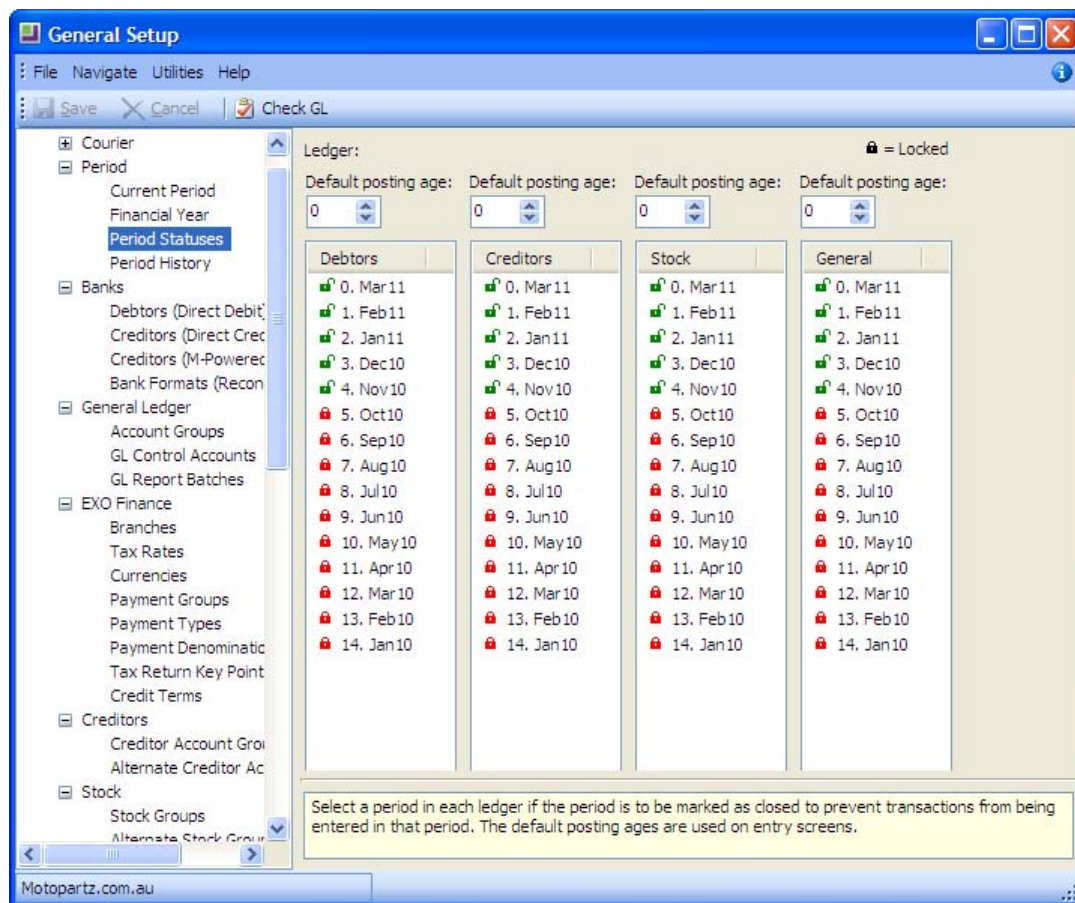 General Setup
File Navigate Utilities Help
Save Cancel Check GL
Courier
Period
Current Period
Financial Year
Period Statuses
Period History
Banks
Debtors (Direct Debit)
Creditors (Direct Cred
Creditors (M-Powered
Bank Formats (Recon
General Ledger
Account Groups
GL Control Accounts
GL Report Batches
EXO Finance
Branches
Tax Rates
Currencies
Payment Groups
Payment Types
Payment Denominatio
Tax Return Key Point
Credit Terms
Creditors
Creditor Account Grou
Alternate Creditor Ac
Stock
Stock Groups
Alternate Stock Group
Ledger: = Locked
Default posting age: Default posting age: Default posting age: Default posting age:
0 0 0 0
Debtors Creditors Stock General
0. Mar11 0. Mar11 0. Mar11 0. Mar11
1. Feb11 1. Feb11 1. Feb11 1. Feb11
2. Jan11 2. Jan11 2. Jan11 2. Jan11
3. Dec10 3. Dec10 3. Dec10 3. Dec10
4. Nov10 4. Nov10 4. Nov10 4. Nov10
5. Oct10 5. Oct10 5. Oct10 5. Oct10
6. Sep10 6. Sep10 6. Sep10 6. Sep10
7. Aug10 7. Aug10 7. Aug10 7. Aug10
8. Jul10 8. Jul10 8. Jul10 8. Jul10
9. Jun10 9. Jun10 9. Jun10 9. Jun10
10. May10 10. May10 10. May10 10. May10
11. Apr10 11. Apr10 11. Apr10 11. Apr10
12. Mar10 12. Mar10 12. Mar10 12. Mar10
13. Feb10 13. Feb10 13. Feb10 13. Feb10
14. Jan10 14. Jan10 14. Jan10 14. Jan10
Select a period in each ledger if the period is to be marked as closed to prevent transactions from being
entered in that period. The default posting ages are used on entry screens.
Motopartz.com.au